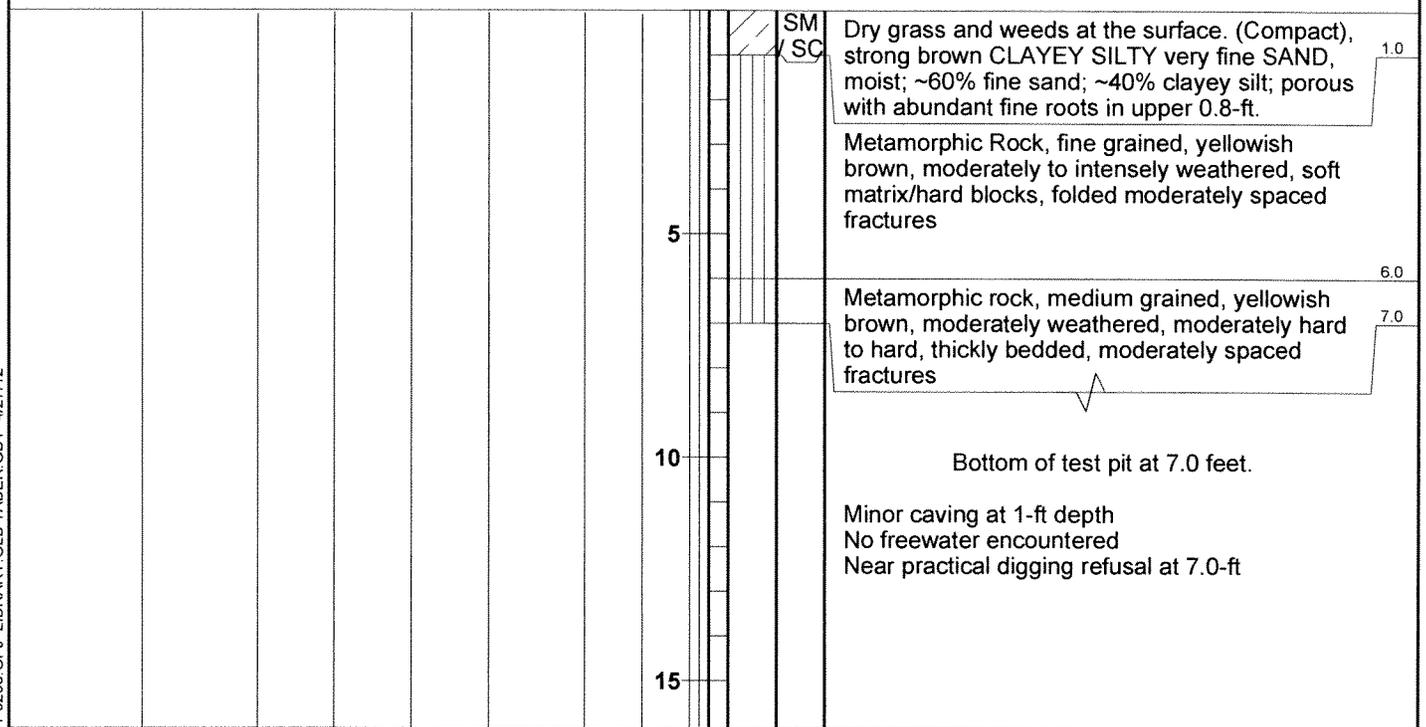 SM
/ SC
Dry grass and weeds at the surface. (Compact),
strong brown CLAYEY SILTY very fine SAND,
moist; ~60% fine sand; ~40% clayey silt; porous
with abundant fine roots in upper 0.8-ft.
1.0
Metamorphic Rock, fine grained, yellowish
brown, moderately to intensely weathered, soft
matrix/hard blocks, folded moderately spaced
fractures
5
6.0
Metamorphic rock, medium grained, yellowish
brown, moderately weathered, moderately hard
to hard, thickly bedded, moderately spaced
fractures
7.0
10
Bottom of test pit at 7.0 feet.
Minor caving at 1-ft depth
No freewater encountered
Near practical digging refusal at 7.0-ft
15